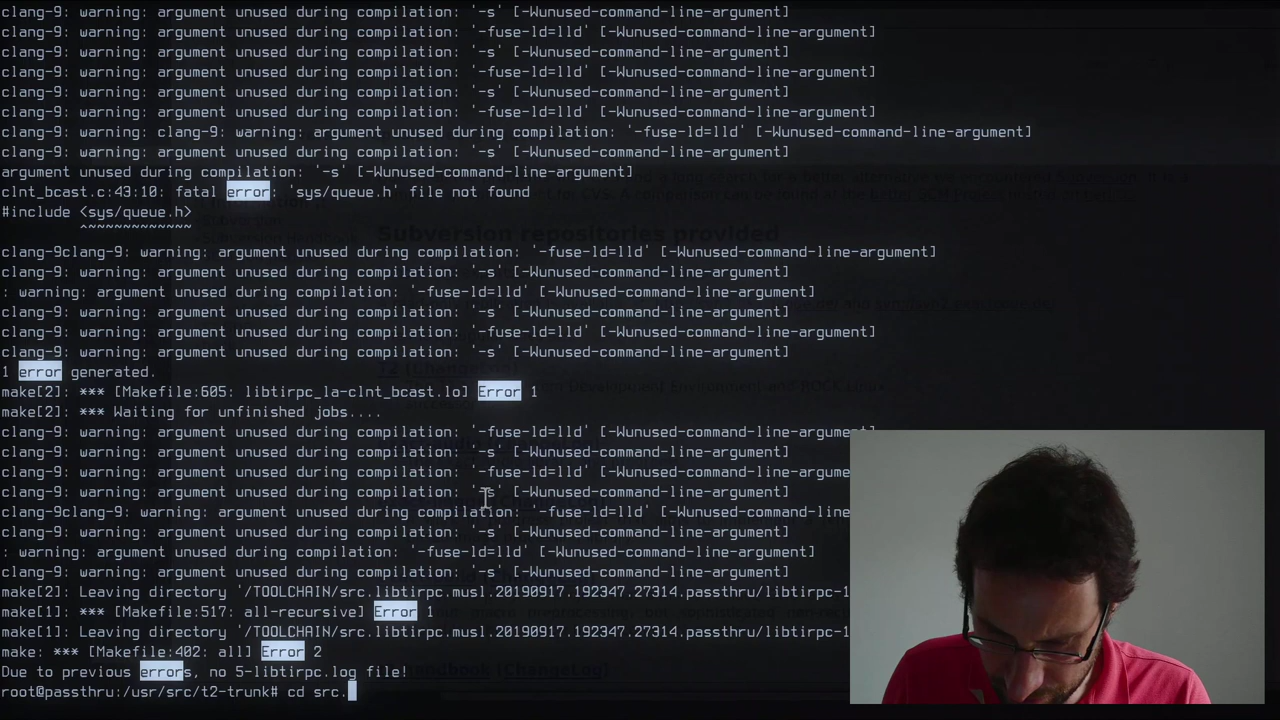 clang-9: warning: argument unused during compilation: '-s' [-Wunused-command-line-argument]
clang-9: warning: argument unused during compilation: '-fuse-ld=lld' [-Wunused-command-line-argument]
clang-9: warning: argument unused during compilation: '-s' [-Wunused-command-line-argument]
clang-9: warning: argument unused during compilation: '-fuse-ld=lld' [-Wunused-command-line-argument]
clang-9: warning: argument unused during compilation: '-s' [-Wunused-command-line-argument]
clang-9: warning: argument unused during compilation: '-fuse-ld=lld' [-Wunused-command-line-argument]
clang-9: warning: clang-9: warning: argument unused during compilation: '-fuse-ld=lld' [-Wunused-command-line-argument]
clang-9: warning: argument unused during compilation: '-s' [-Wunused-command-line-argument]
argument unused during compilation: '-s' [-Wunused-command-line-argument]
clnt_bcast.c:43:10: fatal error: 'sys/queue.h' file not found
#include <sys/queue.h>
^~~~~~~~~~~~~
Subversion repositories provided
clang-9clang-9: warning: argument unused during compilation: '-fuse-ld=lld' [-Wunused-command-line-argument]
clang-9: warning: argument unused during compilation: '-s' [-Wunused-command-line-argument]
: warning: argument unused during compilation: '-fuse-ld=lld' [-Wunused-command-line-argument]
clang-9: warning: argument unused during compilation: '-s' [-Wunused-command-line-argument]
clang-9: warning: argument unused during compilation: '-fuse-ld=lld' [-Wunused-command-line-argument]
clang-9: warning: argument unused during compilation: '-s' [-Wunused-command-line-argument]
1 error generated.
make[2]: *** [Makefile:605: libtirpc_la-clnt_bcast.lo] Error 1
make[2]: *** Waiting for unfinished jobs....
clang-9: warning: argument unused during compilation: '-fuse-ld=lld' [-Wunused-command-line-argument]
clang-9: warning: argument unused during compilation: '-s' [-Wunused-command-line-argument]
clang-9: warning: argument unused during compilation: '-fuse-ld=lld' [-Wunused-command-line-argume
clang-9: warning: argument unused during compilation: '-s' [-Wunused-command-line-argument]
clang-9clang-9: warning: argument unused during compilation: '-fuse-ld=lld' [-Wunused-command-line
clang-9: warning: argument unused during compilation: '-s' [-Wunused-command-line-argument]
: warning: argument unused during compilation: '-fuse-ld=lld' [-Wunused-command-line-argument]
clang-9: warning: argument unused during compilation: '-s' [-Wunused-command-line-argument]
make[2]: Leaving directory '/TOOLCHAIN/src.libtirpc.musl.20190917.192347.27314.passthru/libtirpc-1
make[1]: *** [Makefile:517: all-recursive] Error 1
make[1]: Leaving directory '/TOOLCHAIN/src.libtirpc.musl.20190917.192347.27314.passthru/libtirpc-1
make: *** [Makefile:402: all] Error 2
Due to previous errors, no 5-libtirpc.log file!
root@passthru:/usr/src/t2-trunk# cd src.